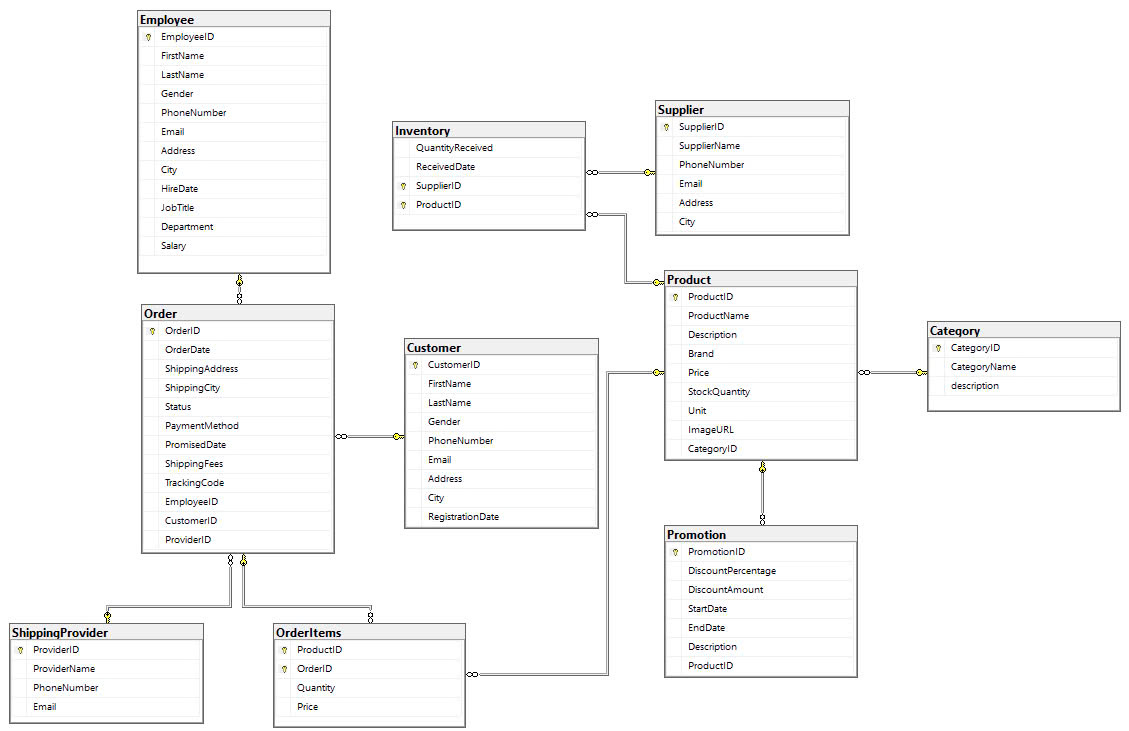 Employee
EmployeeID
FirstName
LastName
Gender
PhoneNumber
Email
Address
City
HireDate
JobTitle
Department
Salary
Inventory
QuantityReceived
ReceivedDate
SupplierID
ProductID
Supplier
SupplierID
SupplierName
PhoneNumber
Email
Address
City
Order
OrderID
OrderDate
ShippingAddress
ShippingCity
Status
PaymentMethod
PromisedDate
ShippingFees
TrackingCode
EmployeeID
CustomerID
ProviderID
Customer
CustomerID
FirstName
LastName
Gender
PhoneNumber
Email
Address
City
RegistrationDate
Product
ProductID
ProductName
Description
Brand
Price
StockQuantity
Unit
ImageURL
CategoryID
Category
CategoryID
CategoryName
description
Promotion
PromotionID
DiscountPercentage
DiscountAmount
StartDate
EndDate
Description
ProductID
ShippingProvider
ProviderID
ProviderName
PhoneNumber
Email
OrderItems
ProductID
OrderID
Quantity
Price